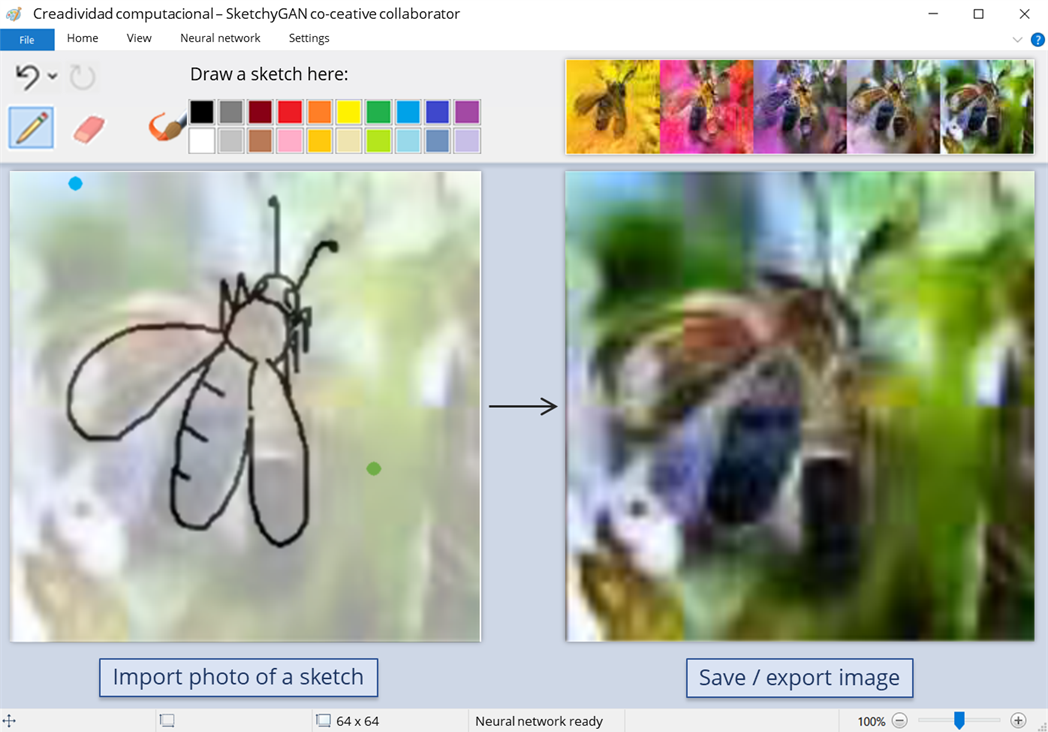 Creadividad computacional – SketchyGAN co-ceative collaborator
File Home View Neural network Settings
?
Draw a sketch here:
Import photo of a sketch
Save / export image
64 x 64 Neural network ready 100%